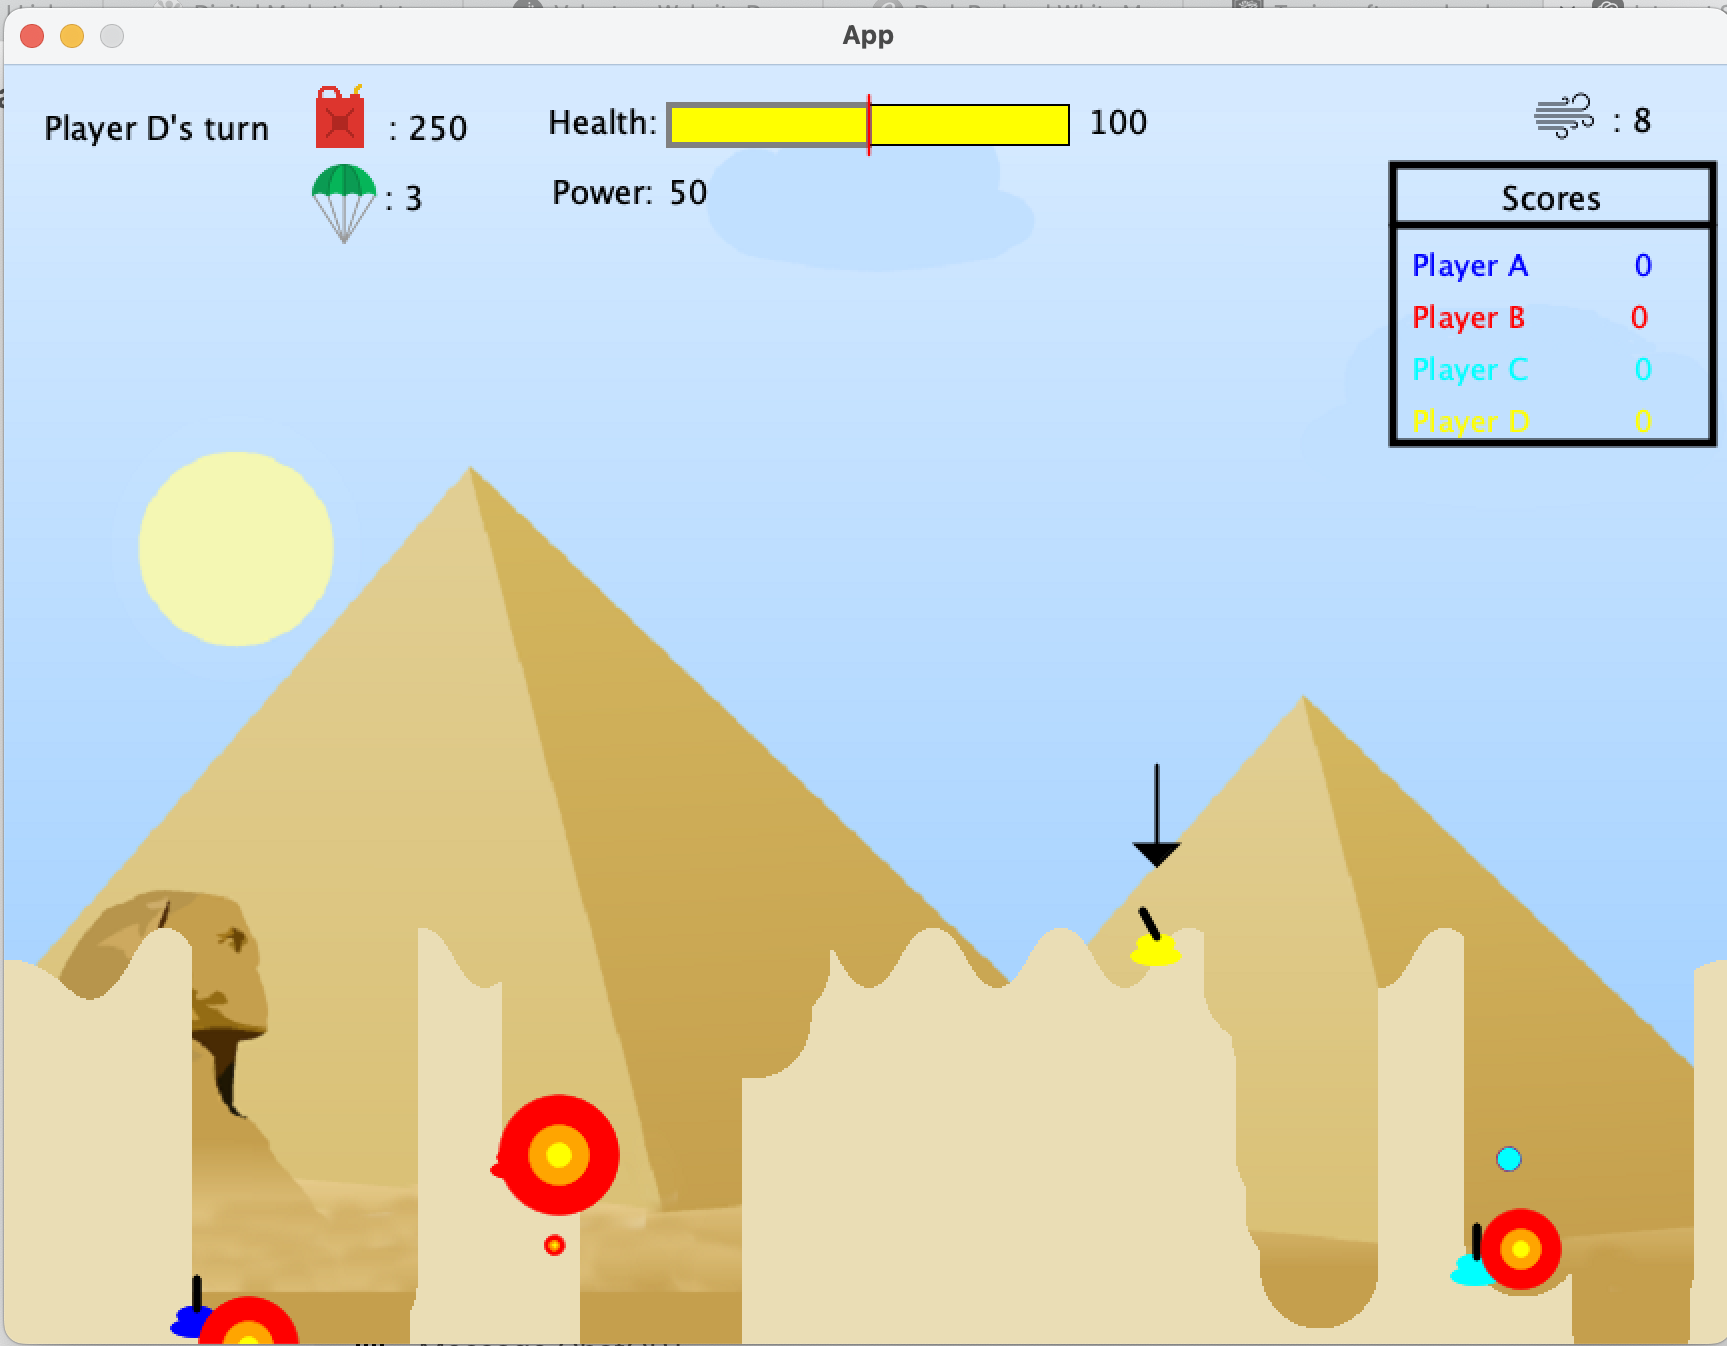 App
Player D's turn : 250 Health: 100 : 8
: 3 Power: 50
Scores
Player A 0
Player B 0
Player C 0
Player D 0